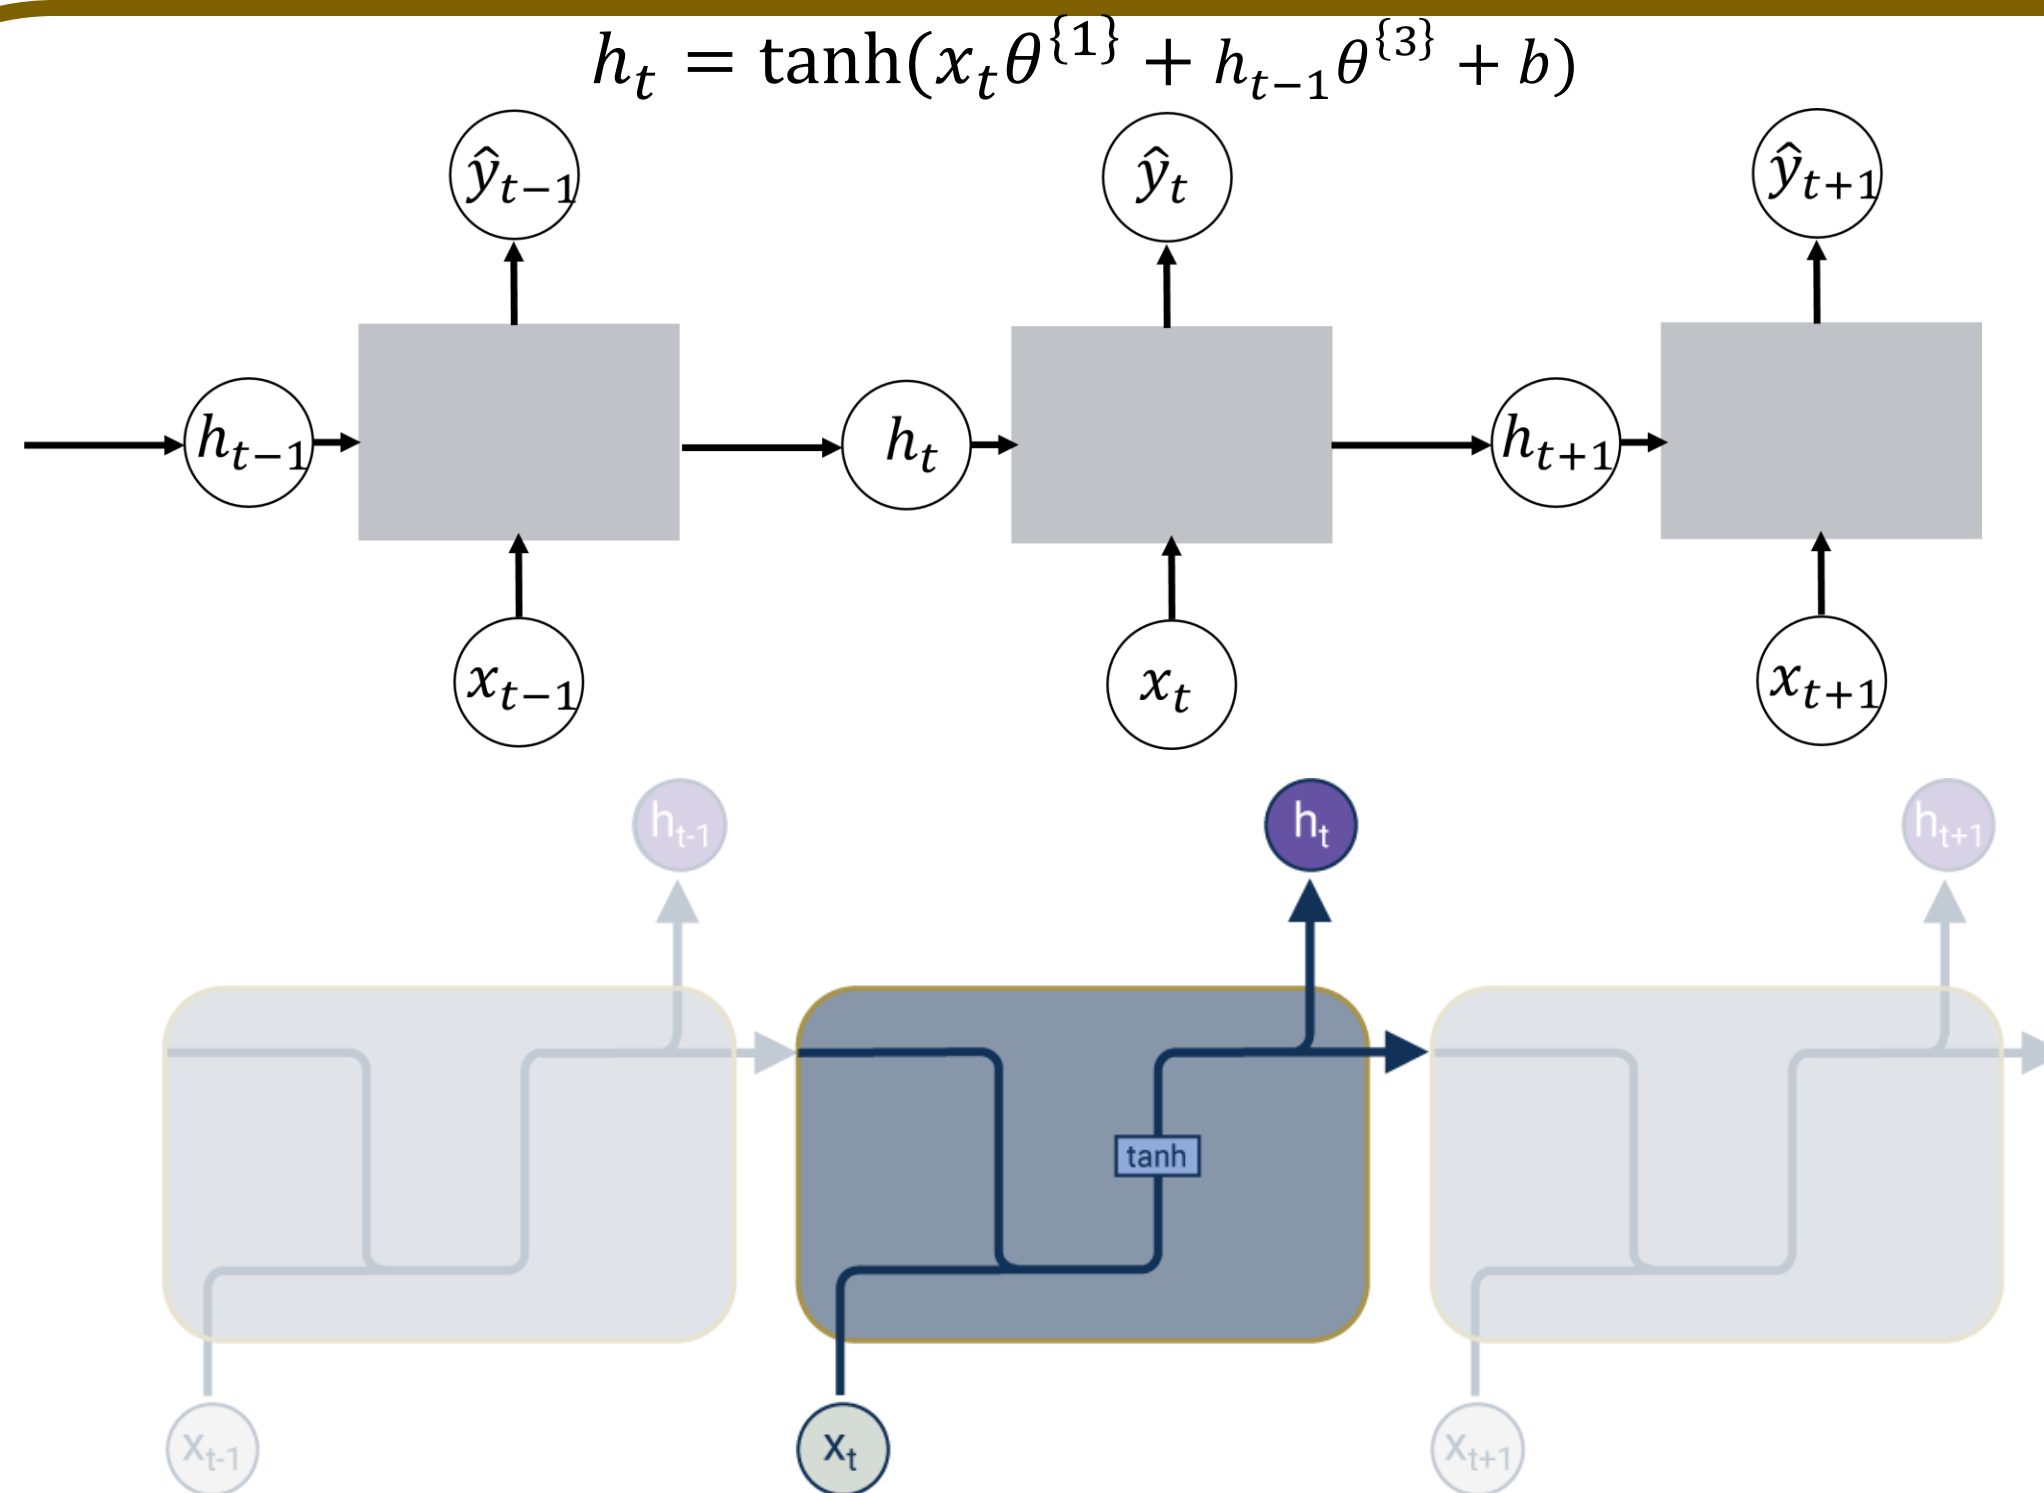 h_t = tanh(x_tθ^{1} + h_{t−1}θ^{3} + b)
ŷ_{t−1} ŷ_t ŷ_{t+1}
h_{t−1} h_t h_{t+1}
x_{t−1} x_t x_{t+1}
h_{t-1} h_t h_{t+1}
tanh
x_{t-1} x_t x_{t+1}